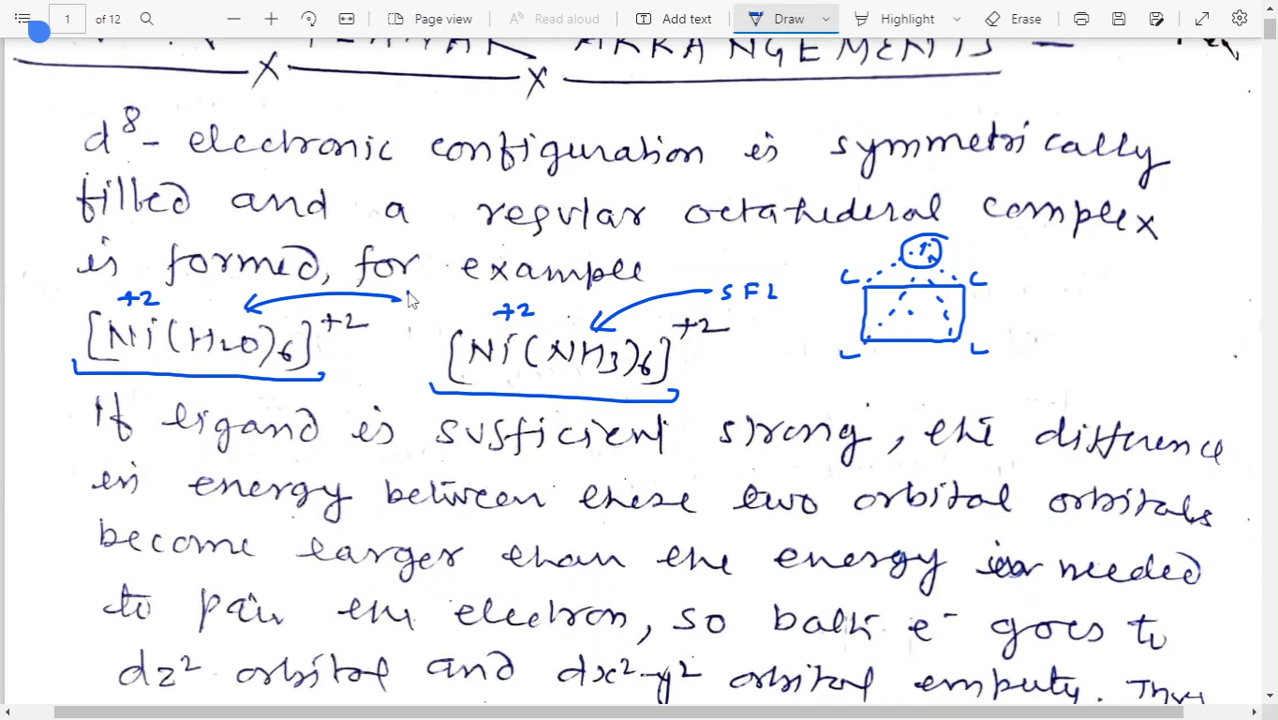 1 of 12 Page view Read aloud Add text Draw Highlight Erase
ARRANGEMENTS
d8- electronic configuration is symmetrically
filled and a regular octahederal complex
is formed, for example
+2 +2 SFL
[Ni(H2O)6]+2 [Ni(NH3)6]+2
L L
L L
If ligand is sufficient strong, the difference
in energy between these two orbital orbitals
become larger than the energy needed
to pair the electron, so both e- goes to
dz2 orbital and dx2-y2 orbital emputy. Thus